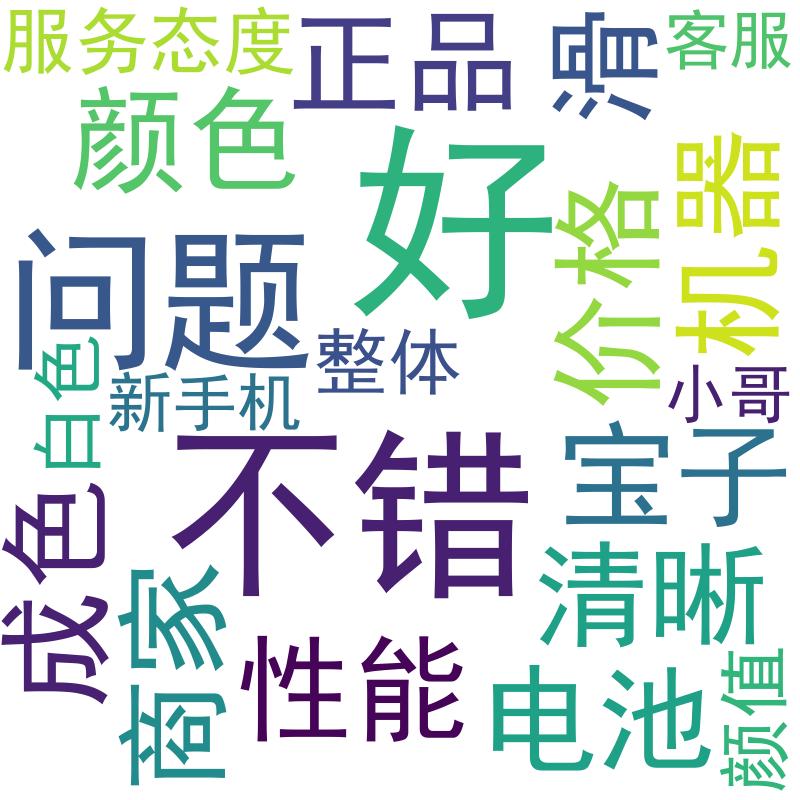 服务态度
正品
滑
客服
颜色
好
价格
机器
问题
整体
白色
新手机
小哥
不错
宝子
成色
商家
清晰
性能
电池
颜值